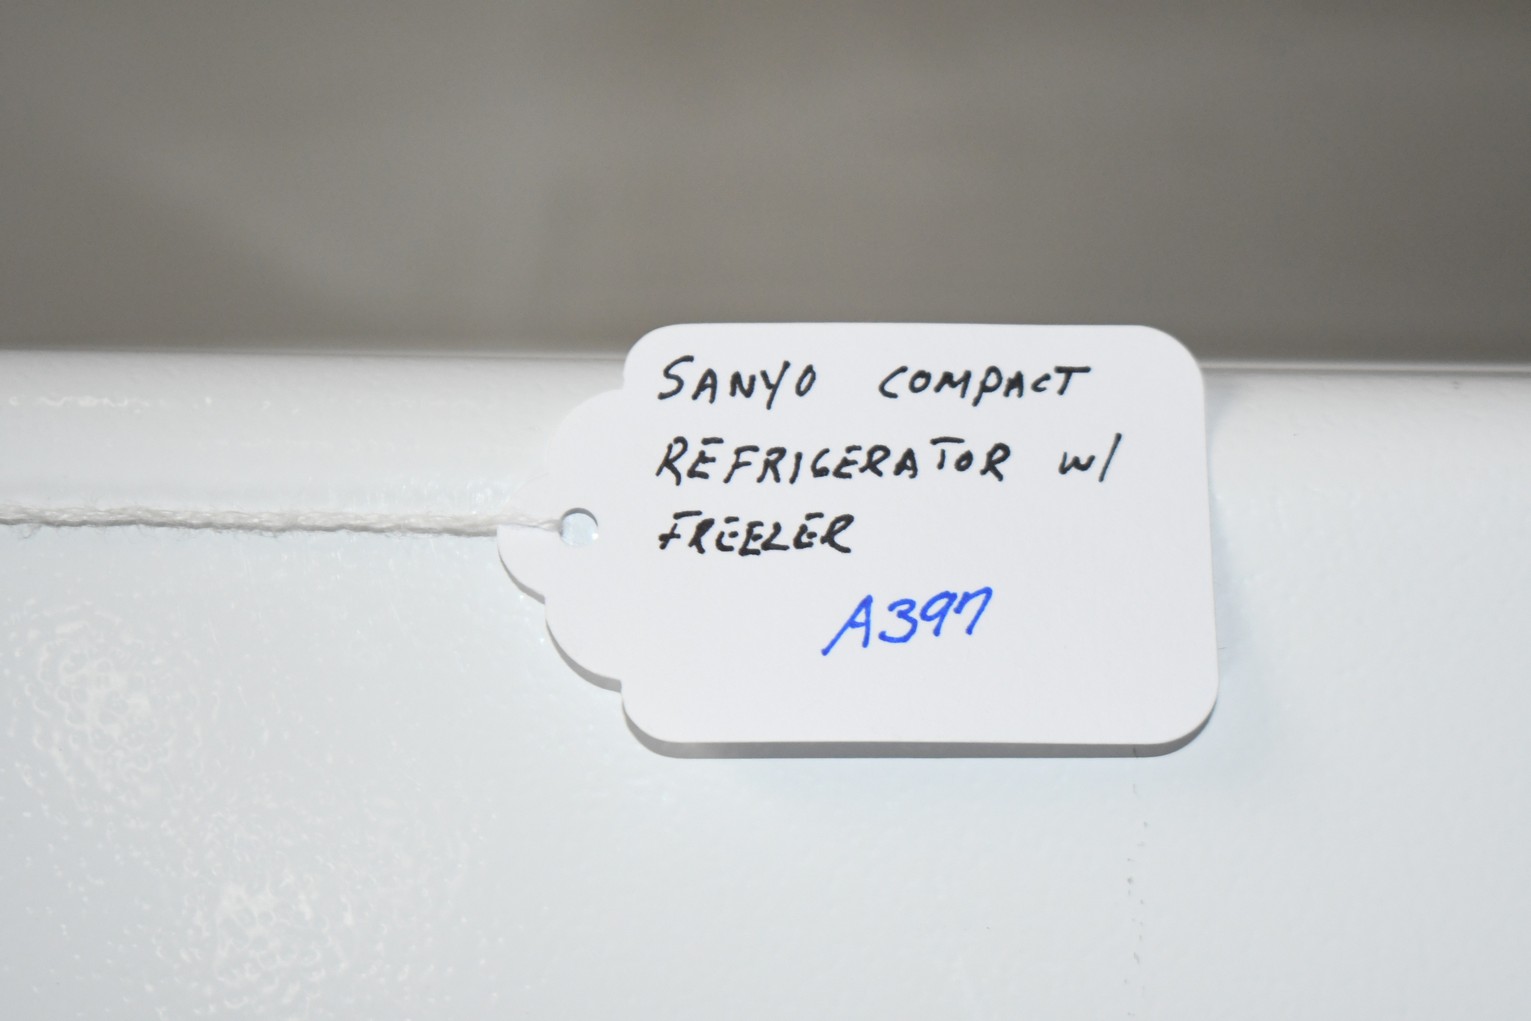 SANYO COMPACT
REFRIGERATOR W/
FREEZER
A397